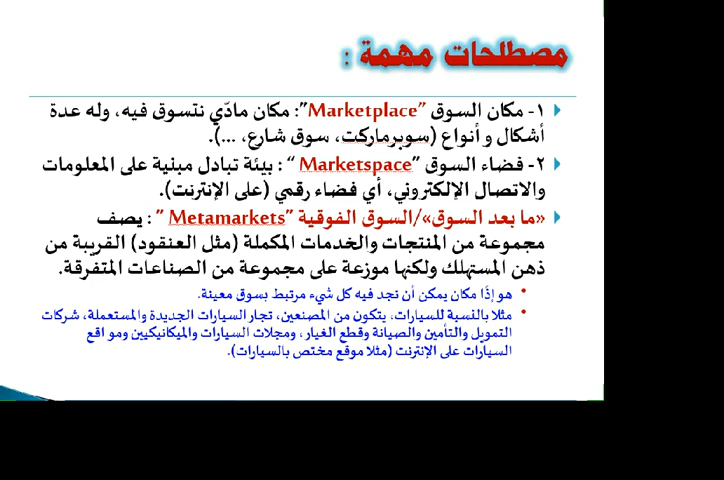 مصطلحات مهمة :
١- مكان السوق "Marketplace": مكان مادّي نتسوق فيه، وله عدة
أشكال و أنواع (سوبرماركت، سوق شارع، ...).
٢- فضاء السوق "Marketspace “ : بيئة تبادل مبنية على المعلومات
والاتصال الإلكتروني، أي فضاء رقمي (على الإنترنت).
«ما بعد السوق»/السوق الفوقية "Metamarkets ” : يصف
مجموعة من المنتجات والخدمات المكملة (مثل العنقود) القريبة من
ذهن المستهلك ولكنها موزعة على مجموعة من الصناعات المتفرقة.
هو إذًا مكان يمكن أن نجد فيه كل شيء مرتبط بسوق معينة.
مثلا بالنسبة للسيارات، يتكون من المصنعين، تجار السيارات الجديدة والمستعملة، شركات
التمويل والتأمين والصيانة وقطع الغيار، ومجلات السيارات والميكانيكيين ومواقع
السيارات على الإنترنت (مثلا موقع مختص بالسيارات).